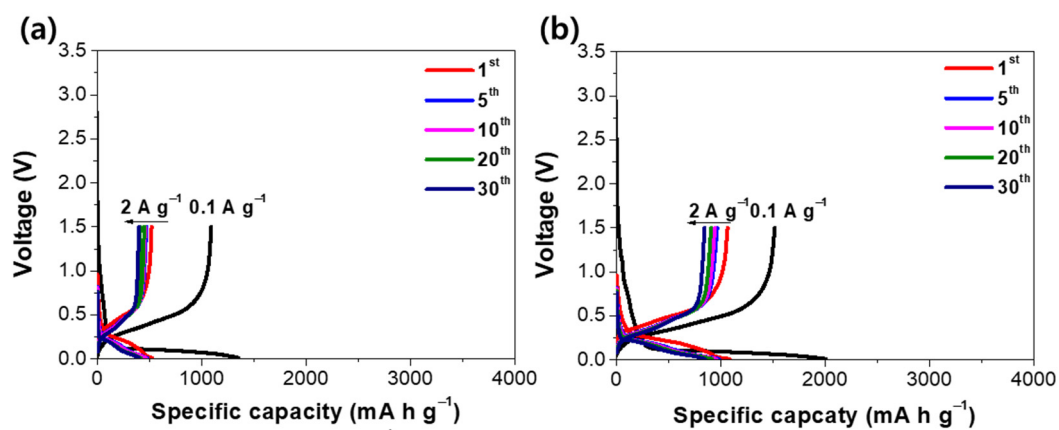 (a)
3.5
3.0
2.5
2.0
1.5
1.0
0.5
0.0
Voltage (V)
1st
5th
10th
20th
30th
2 A g–1 0.1 A g–1
0 1000 2000 3000 4000
Specific capacity (mA h g–1)
(b)
3.5
3.0
2.5
2.0
1.5
1.0
0.5
0.0
Voltage (V)
1st
5th
10th
20th
30th
2 A g–1 0.1 A g–1
0 1000 2000 3000 4000
Specific capcaty (mA h g–1)